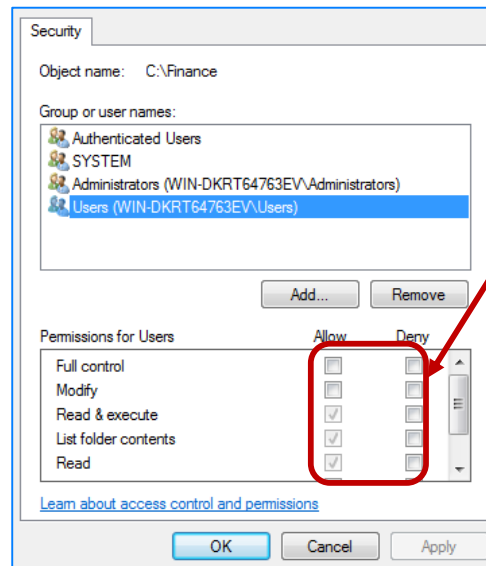 Security
Object name: C:\Finance
Group or user names:
Authenticated Users
SYSTEM
Administrators (WIN-DKRT64763EV\Administrators)
Users (WIN-DKRT64763EV\Users)
Add... Remove
Permissions for Users Allow Deny
Full control
Modify
Read & execute
List folder contents
Read
Learn about access control and permissions
OK Cancel Apply